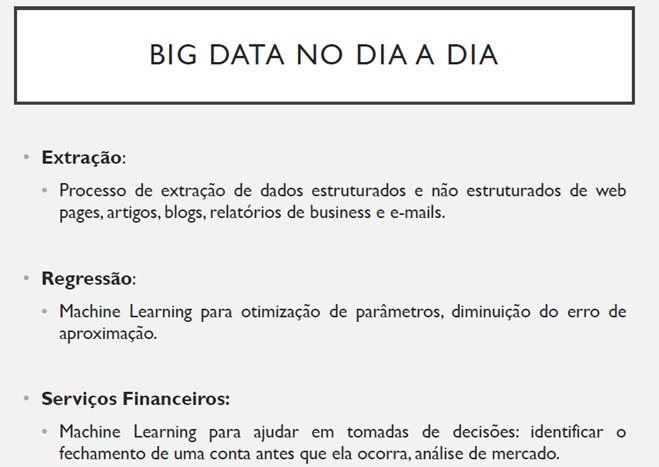 BIG DATA NO DIA A DIA
• Extração:
• Processo de extração de dados estruturados e não estruturados de web
pages, artigos, blogs, relatórios de business e e-mails.
• Regressão:
• Machine Learning para otimização de parâmetros, diminuição do erro de
aproximação.
• Serviços Financeiros:
• Machine Learning para ajudar em tomadas de decisões: identificar o
fechamento de uma conta antes que ela ocorra, análise de mercado.